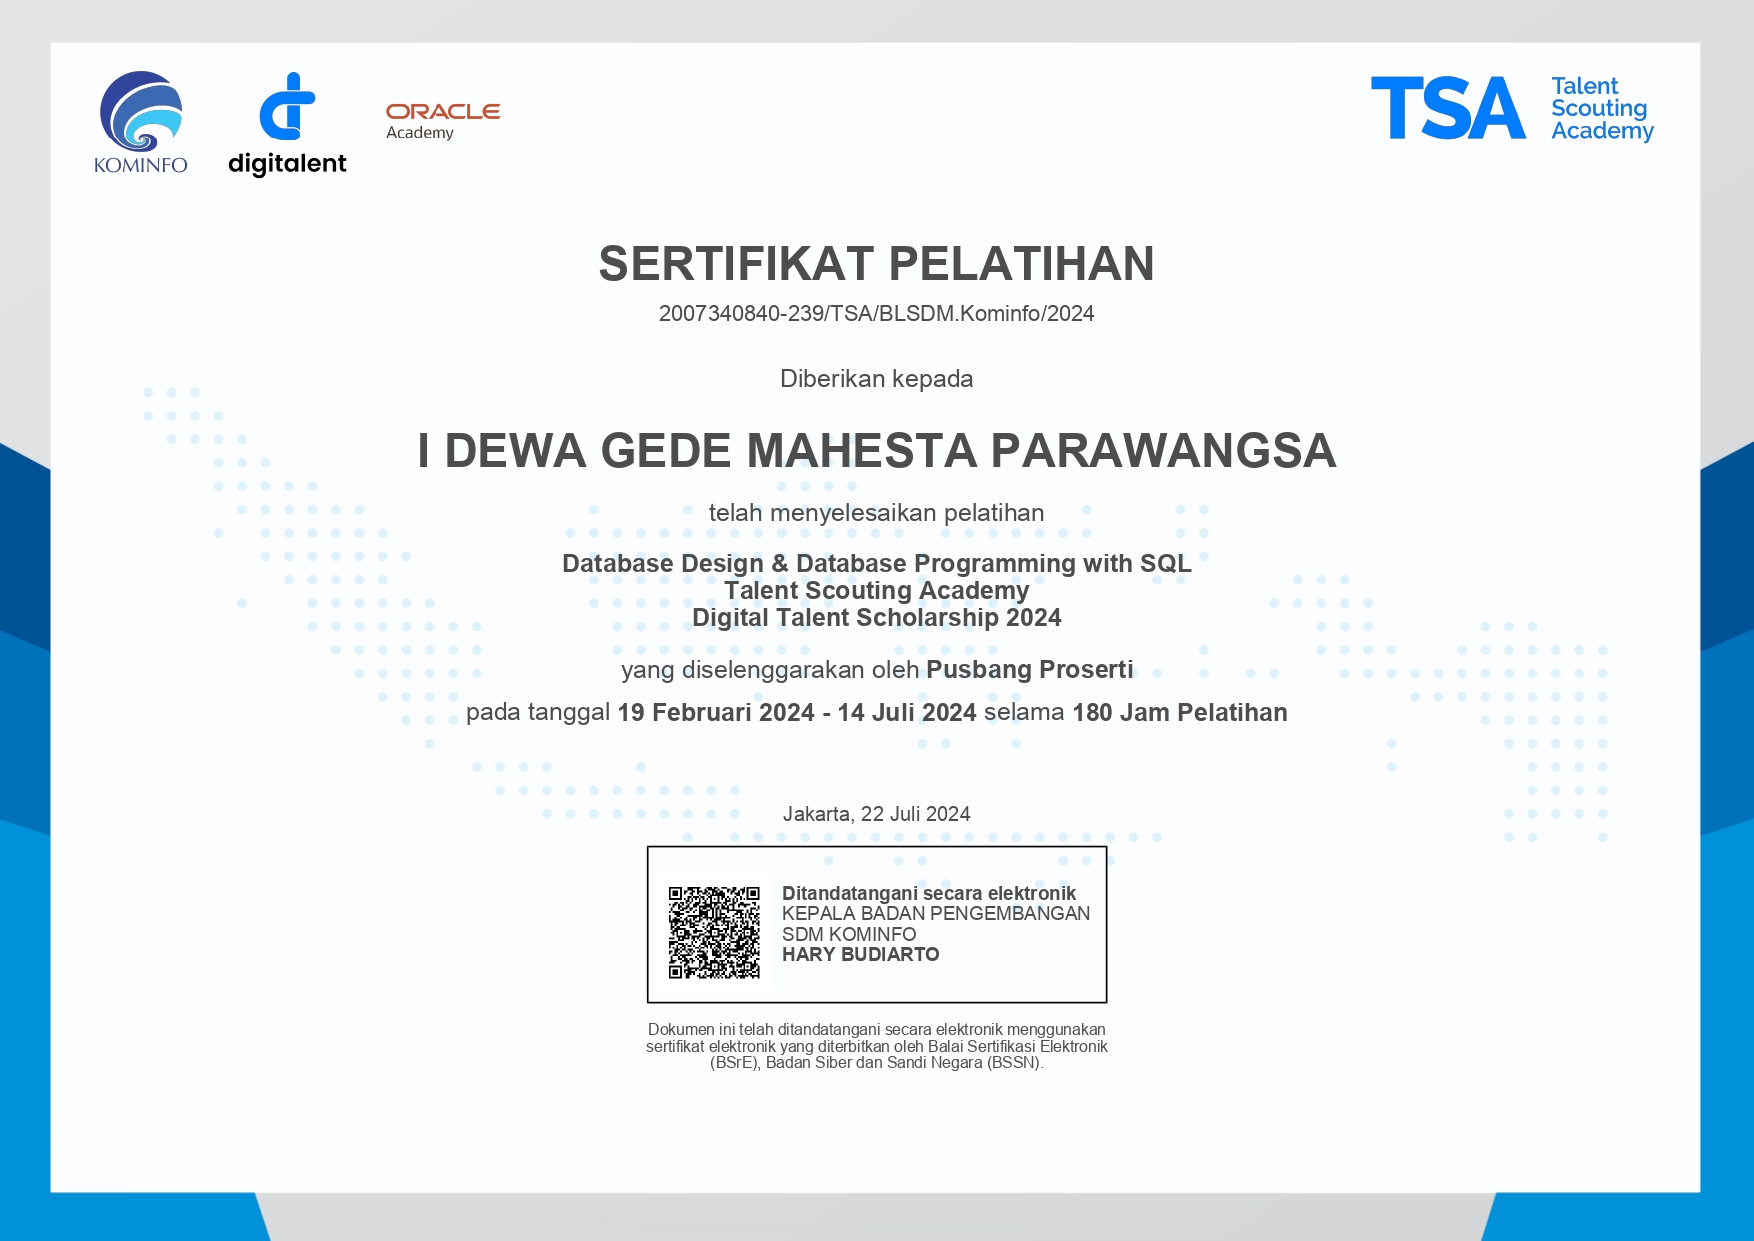 KOMINFO
digitalent
ORACLE
Academy
TSA
Talent
Scouting
Academy
SERTIFIKAT PELATIHAN
2007340840-239/TSA/BLSDM.Kominfo/2024
Diberikan kepada
I DEWA GEDE MAHESTA PARAWANGSA
telah menyelesaikan pelatihan
Database Design & Database Programming with SQL
Talent Scouting Academy
Digital Talent Scholarship 2024
yang diselenggarakan oleh Pusbang Proserti
pada tanggal 19 Februari 2024 - 14 Juli 2024 selama 180 Jam Pelatihan
Jakarta, 22 Juli 2024
Ditandatangani secara elektronik
KEPALA BADAN PENGEMBANGAN
SDM KOMINFO
HARY BUDIARTO
Dokumen ini telah ditandatangani secara elektronik menggunakan
sertifikat elektronik yang diterbitkan oleh Balai Sertifikasi Elektronik
(BSrE), Badan Siber dan Sandi Negara (BSSN).